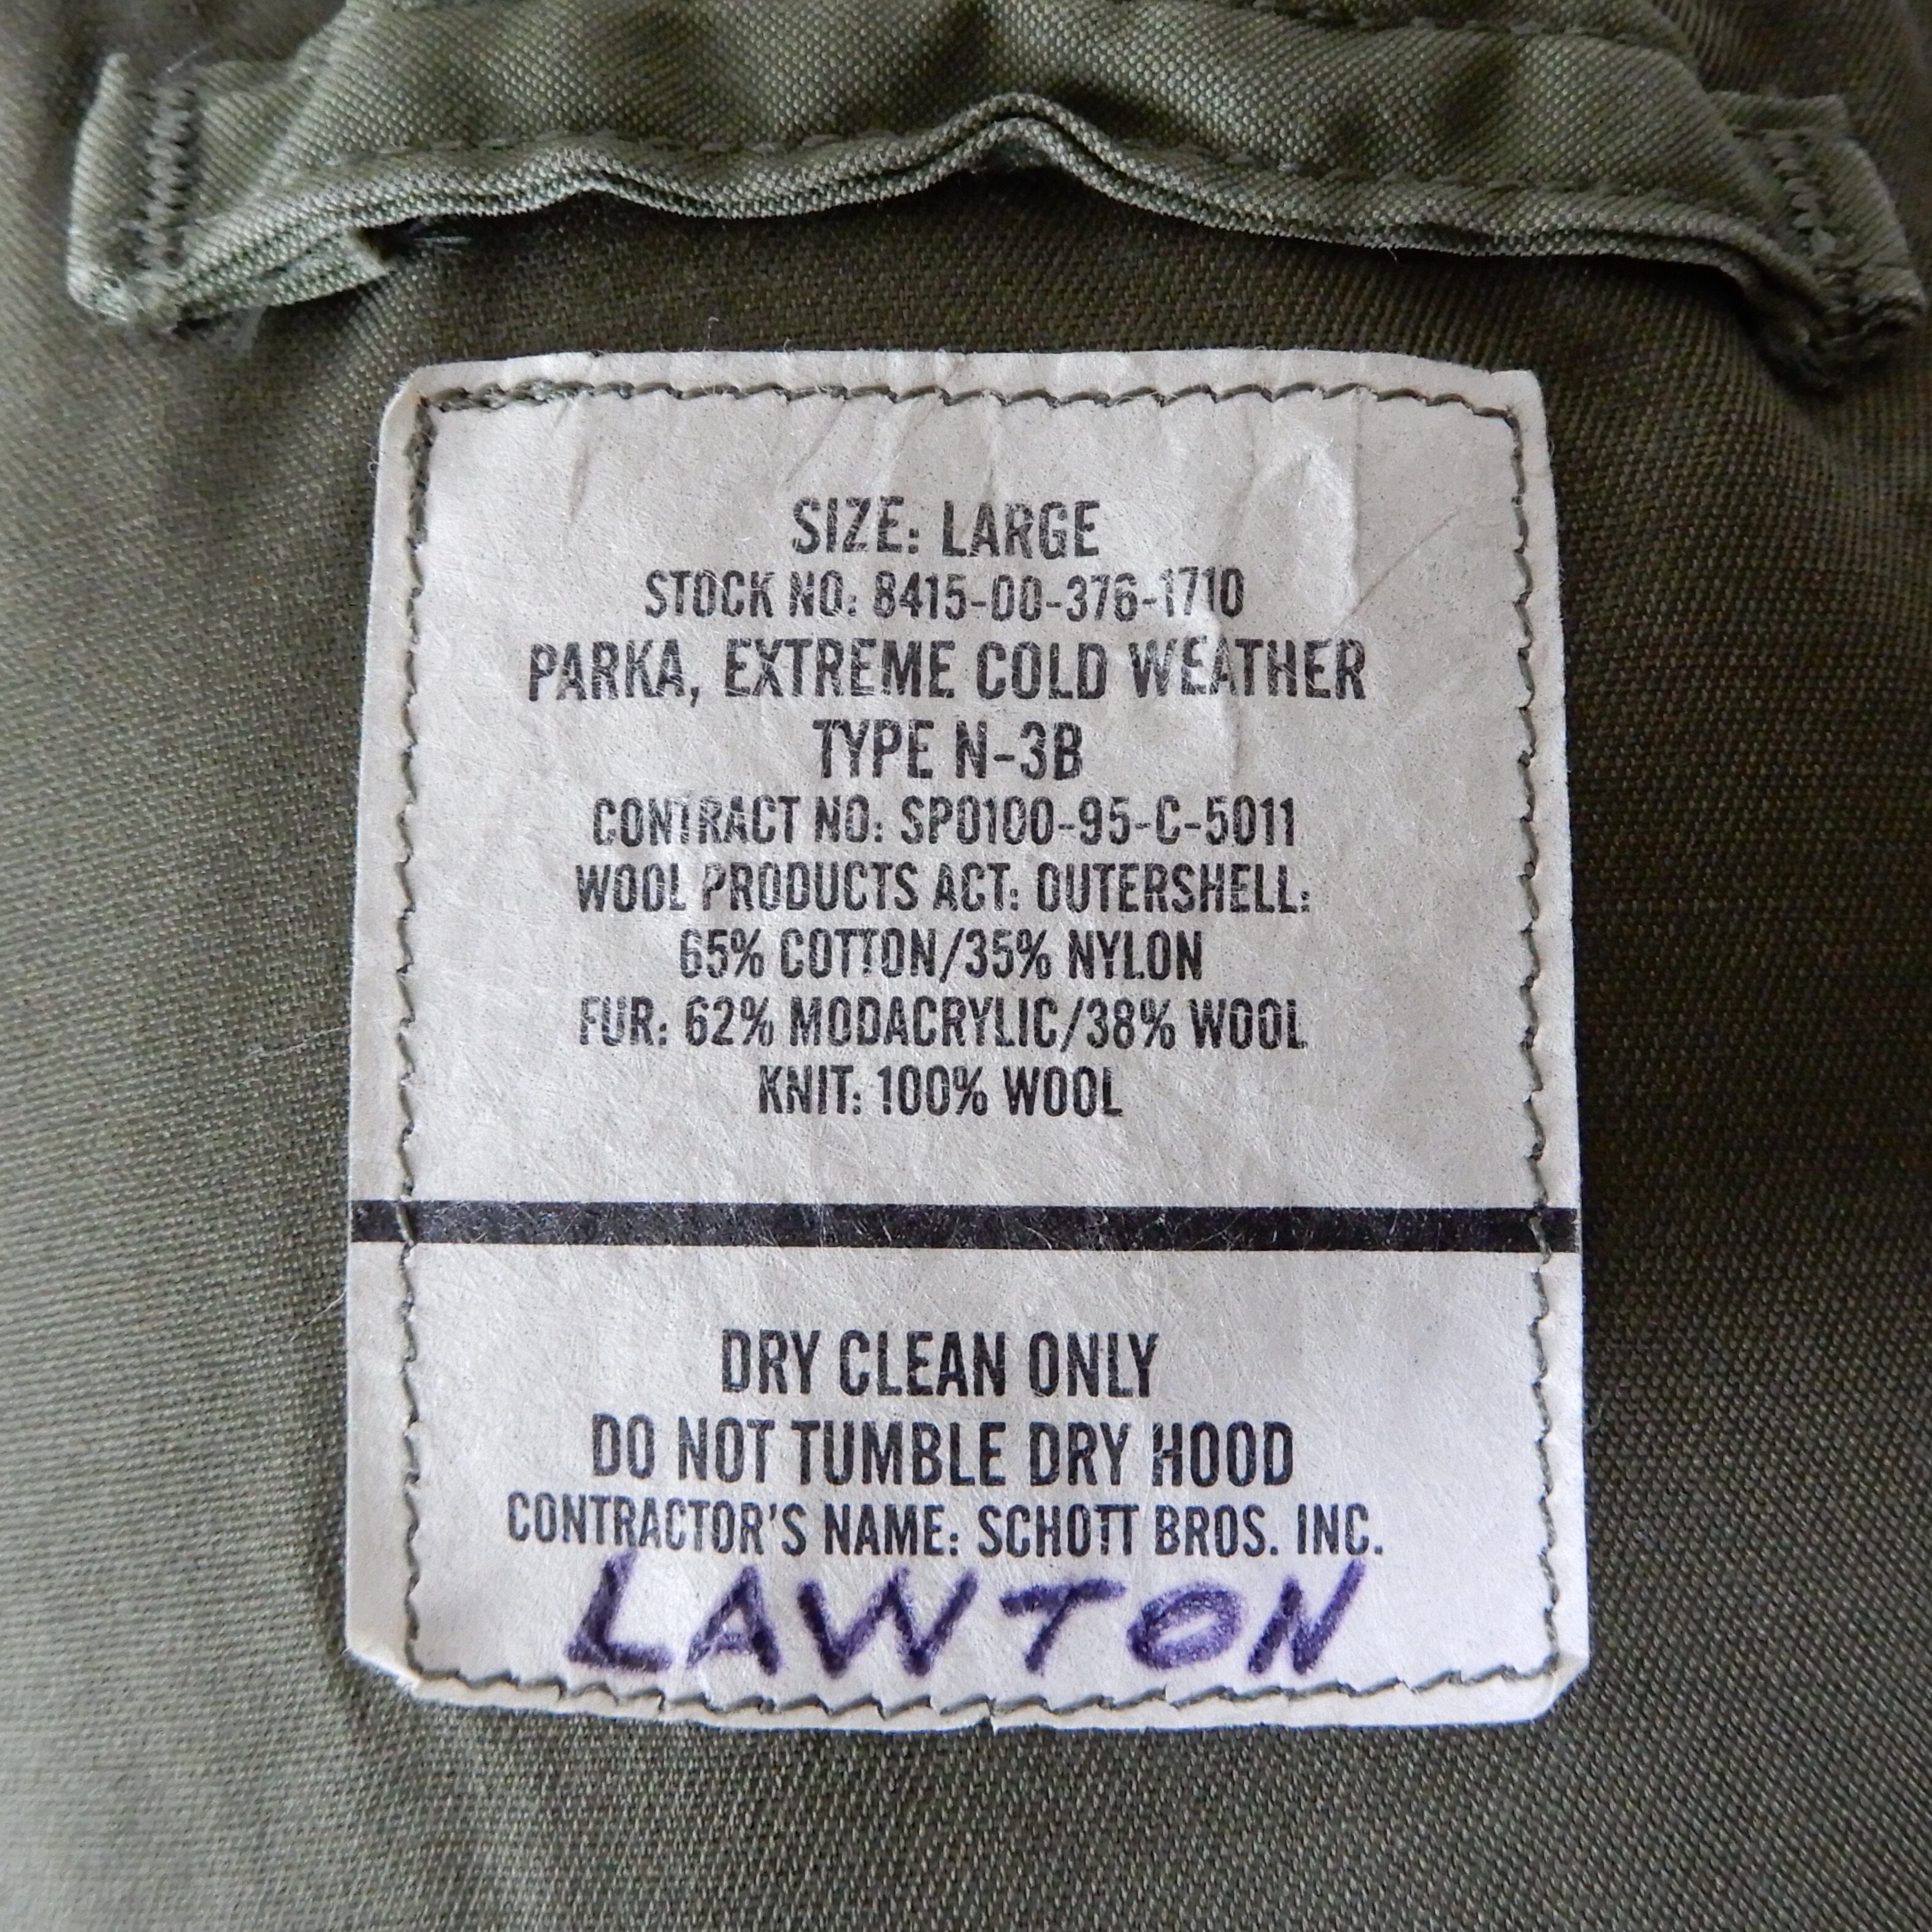 SIZE: LARGE
STOCK NO: 8415-00-376-1710
PARKA, EXTREME COLD WEATHER
TYPE N-3B
CONTRACT NO: SPO100-95-C-5011
WOOL PRODUCTS ACT: OUTERSHELL:
65% COTTON/35% NYLON
FUR: 62% MODACRYLIC/38% WOOL
KNIT: 100% WOOL
DRY CLEAN ONLY
DO NOT TUMBLE DRY HOOD
CONTRACTOR'S NAME: SCHOTT BROS. INC.
LAWTON